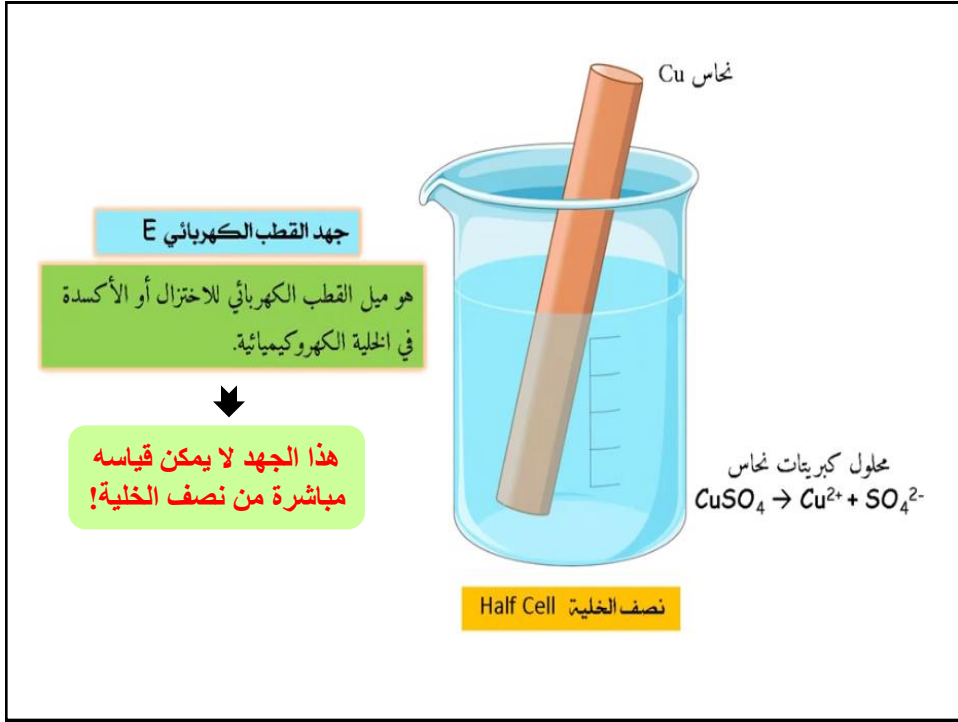 نحاس Cu
جهد القطب الكهربائي E
هو ميل القطب الكهربائي للاختزال أو الأكسدة
في الخلية الكهروكيميائية.
هذا الجهد لا يمكن قياسه
مباشرة من نصف الخلية!
محلول كبريتات نحاس
CuSO₄ → Cu²⁺ + SO₄²⁻
نصف الخلية Half Cell